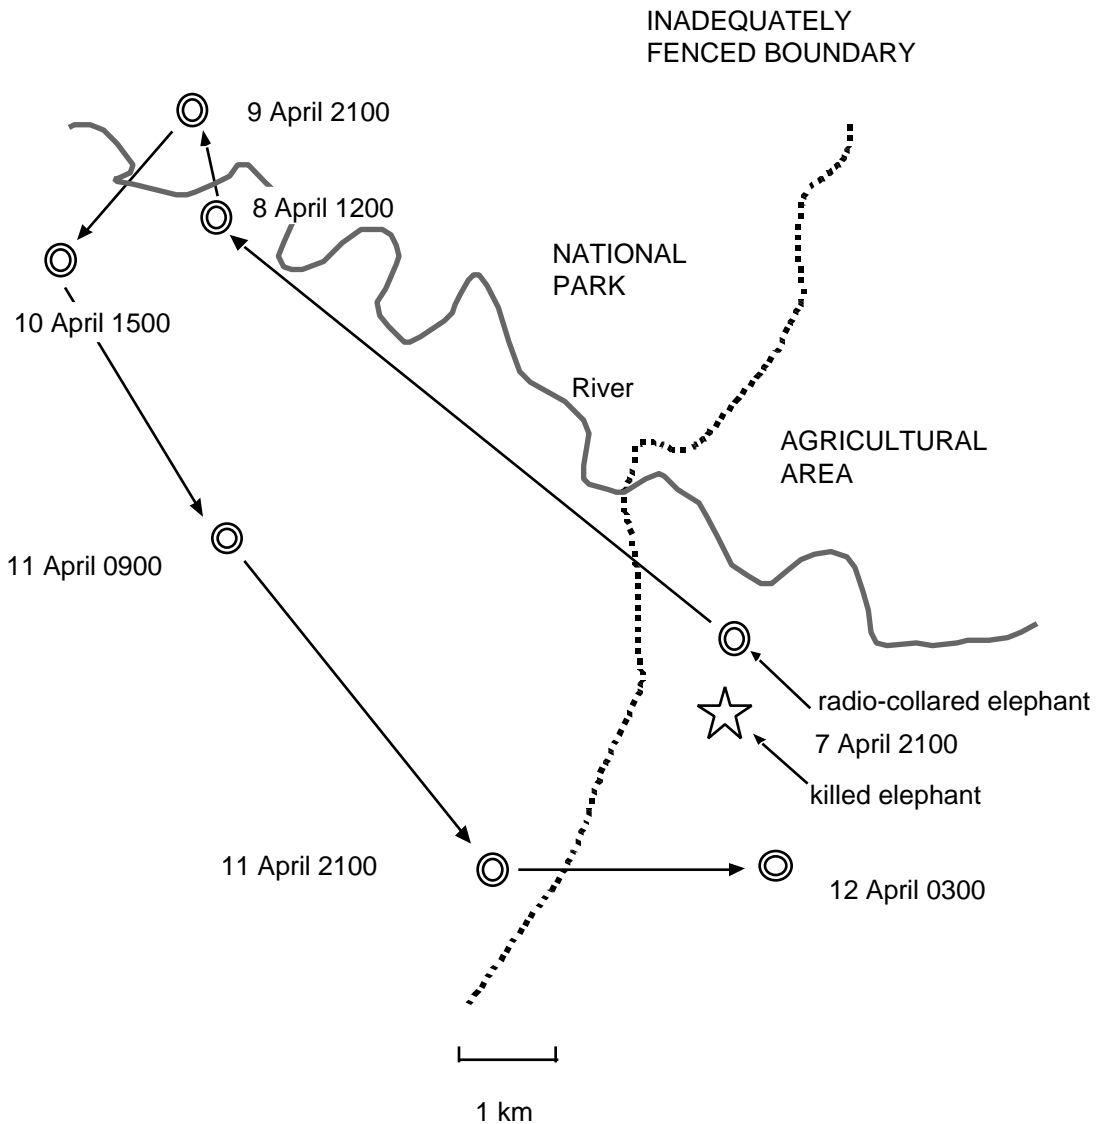 INADEQUATELY
FENCED BOUNDARY
9 April 2100
8 April 1200
NATIONAL
PARK
10 April 1500
River
AGRICULTURAL
AREA
11 April 0900
radio-collared elephant
7 April 2100
killed elephant
11 April 2100
12 April 0300
1 km